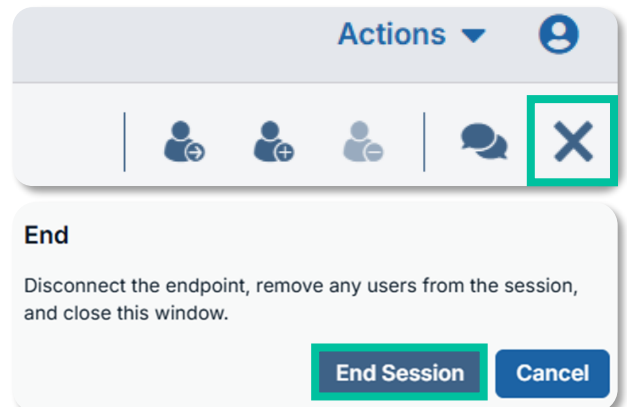 Actions
End
Disconnect the endpoint, remove any users from the session,
and close this window.
End Session Cancel